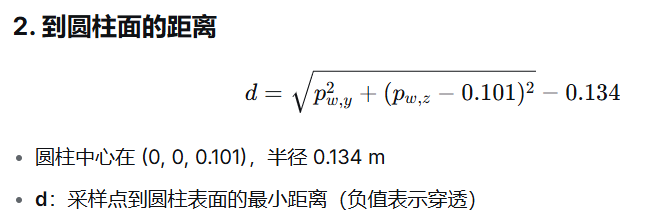 2. 到圆柱面的距离
d = √(p²_{w,y} + (p_{w,z} − 0.101)²) − 0.134
• 圆柱中心在 (0, 0, 0.101)，半径 0.134 m
• d：采样点到圆柱表面的最小距离（负值表示穿透）